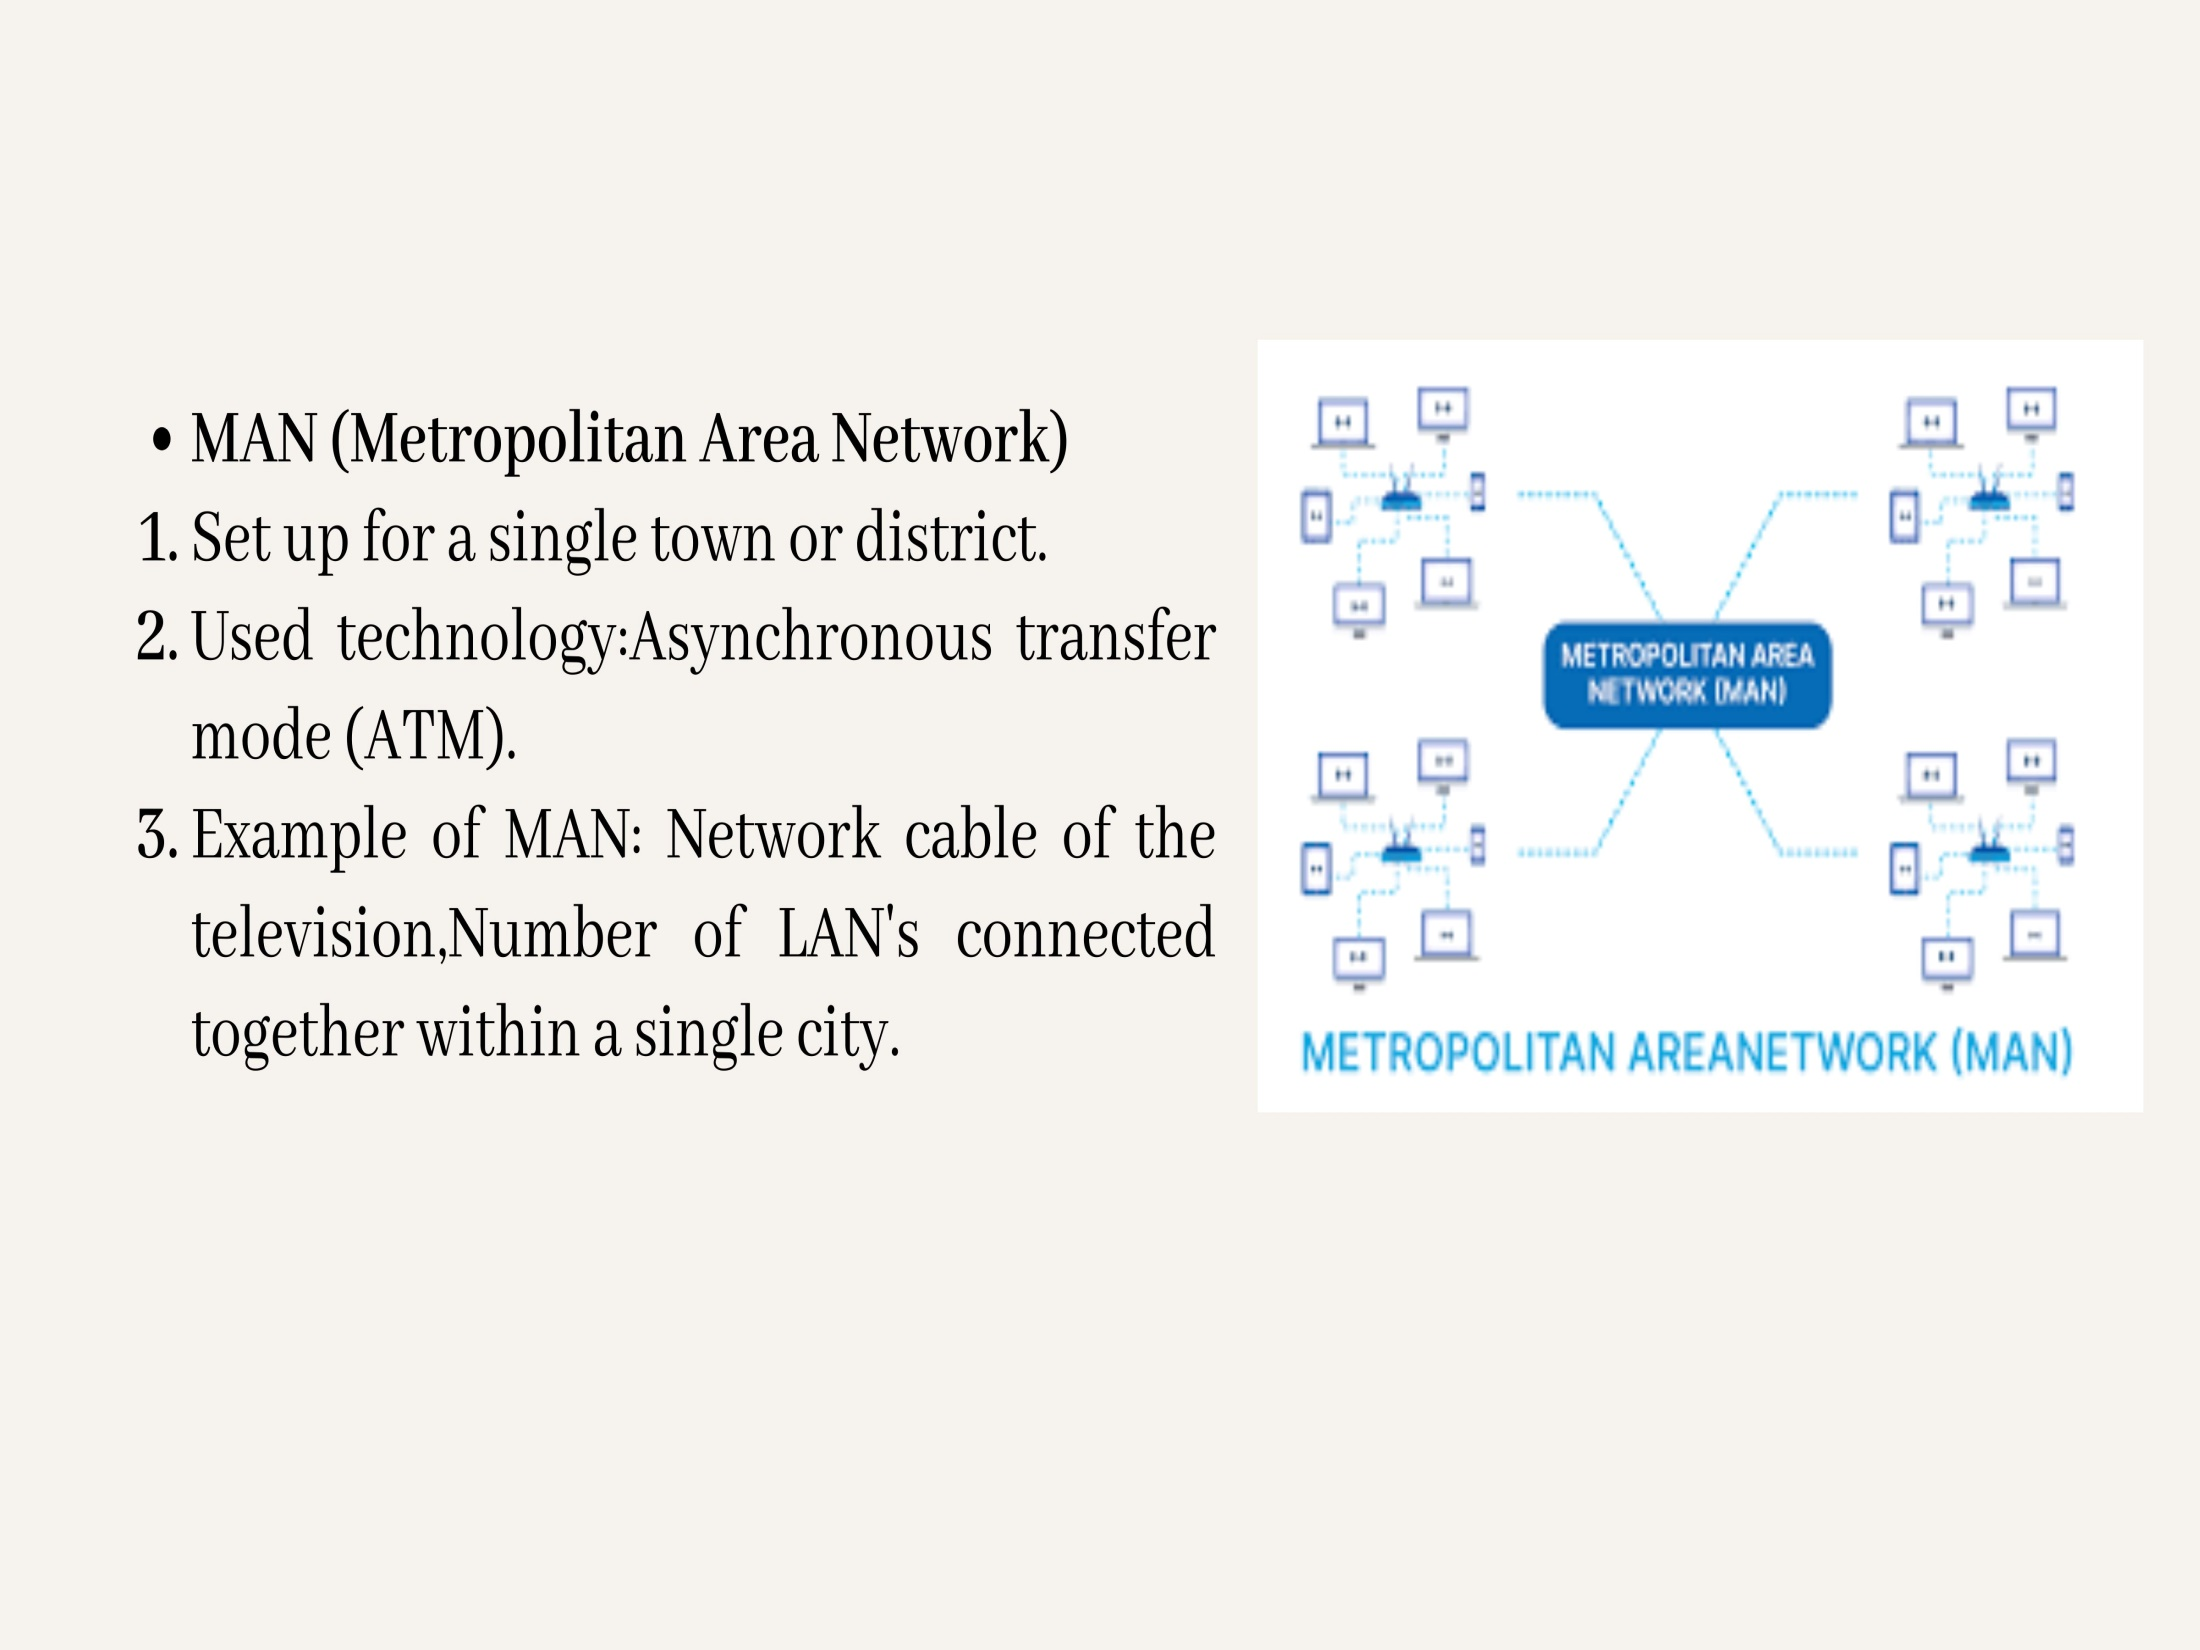 • MAN (Metropolitan Area Network)
1. Set up for a single town or district.
2. Used technology:Asynchronous transfer
mode (ATM).
3. Example of MAN: Network cable of the
television,Number of LAN's connected
together within a single city.
METROPOLITAN AREA
NETWORK (MAN)
METROPOLITAN AREANETWORK (MAN)